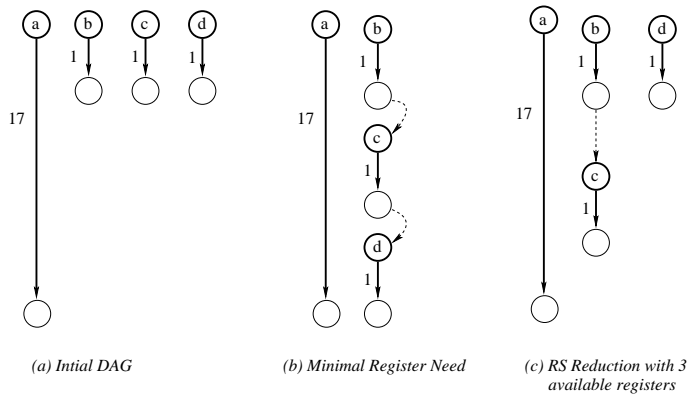 a
b
c
d
1
1
1
17
(a) Intial DAG
a
b
1
17
c
1
d
1
(b) Minimal Register Need
a
b
d
1
1
17
c
1
(c) RS Reduction with 3
available registers